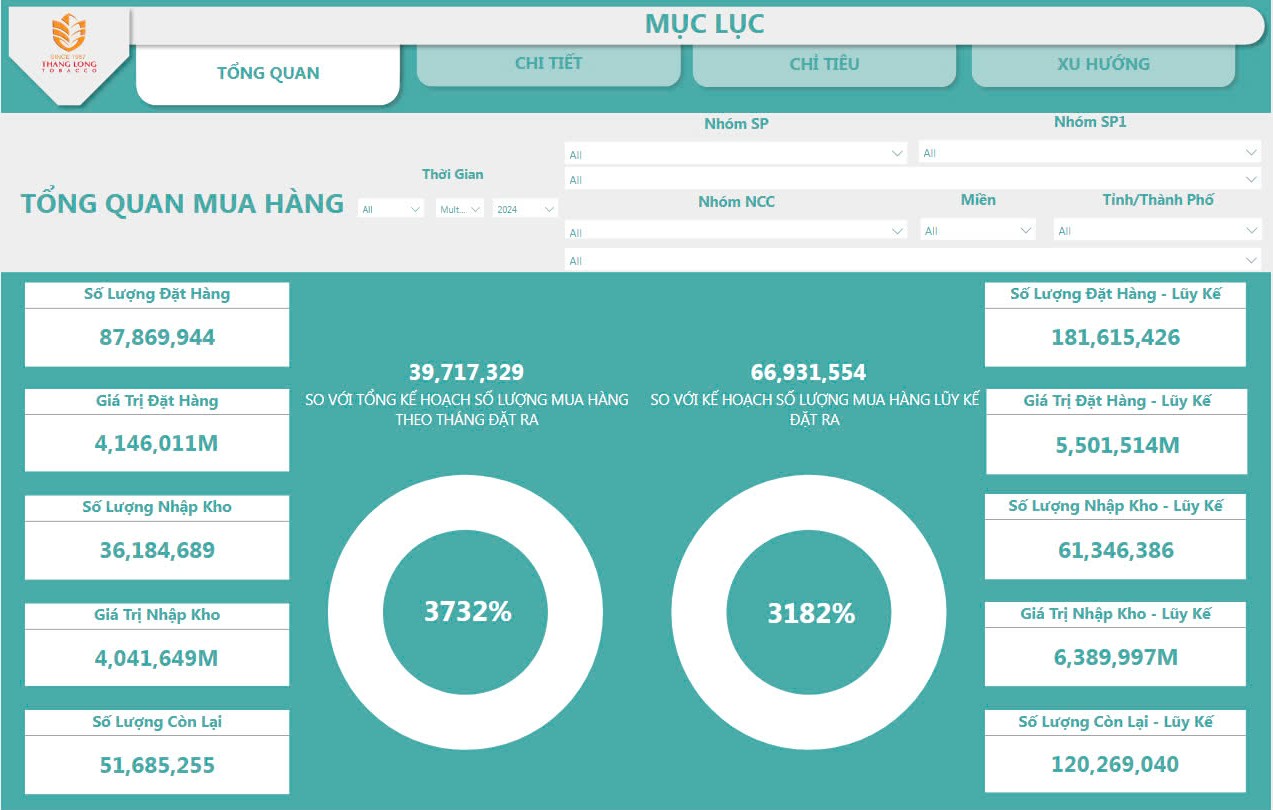 SINCE 1957
THANG LONG
TOBACCO
MỤC LỤC
TỔNG QUAN
CHI TIẾT
CHỈ TIÊU
XU HƯỚNG
TỔNG QUAN MUA HÀNG
Thời Gian
All
Mult...
2024
Nhóm SP
All
Nhóm SP1
All
All
Nhóm NCC
All
Miền
All
Tỉnh/Thành Phố
All
All
Số Lượng Đặt Hàng
87,869,944
Giá Trị Đặt Hàng
4,146,011M
Số Lượng Nhập Kho
36,184,689
Giá Trị Nhập Kho
4,041,649M
Số Lượng Còn Lại
51,685,255
39,717,329
SO VỚI TỔNG KẾ HOẠCH SỐ LƯỢNG MUA HÀNG
THEO THÁNG ĐẶT RA
3732%
66,931,554
SO VỚI KẾ HOẠCH SỐ LƯỢNG MUA HÀNG LŨY KẾ
ĐẶT RA
3182%
Số Lượng Đặt Hàng - Lũy Kế
181,615,426
Giá Trị Đặt Hàng - Lũy Kế
5,501,514M
Số Lượng Nhập Kho - Lũy Kế
61,346,386
Giá Trị Nhập Kho - Lũy Kế
6,389,997M
Số Lượng Còn Lại - Lũy Kế
120,269,040